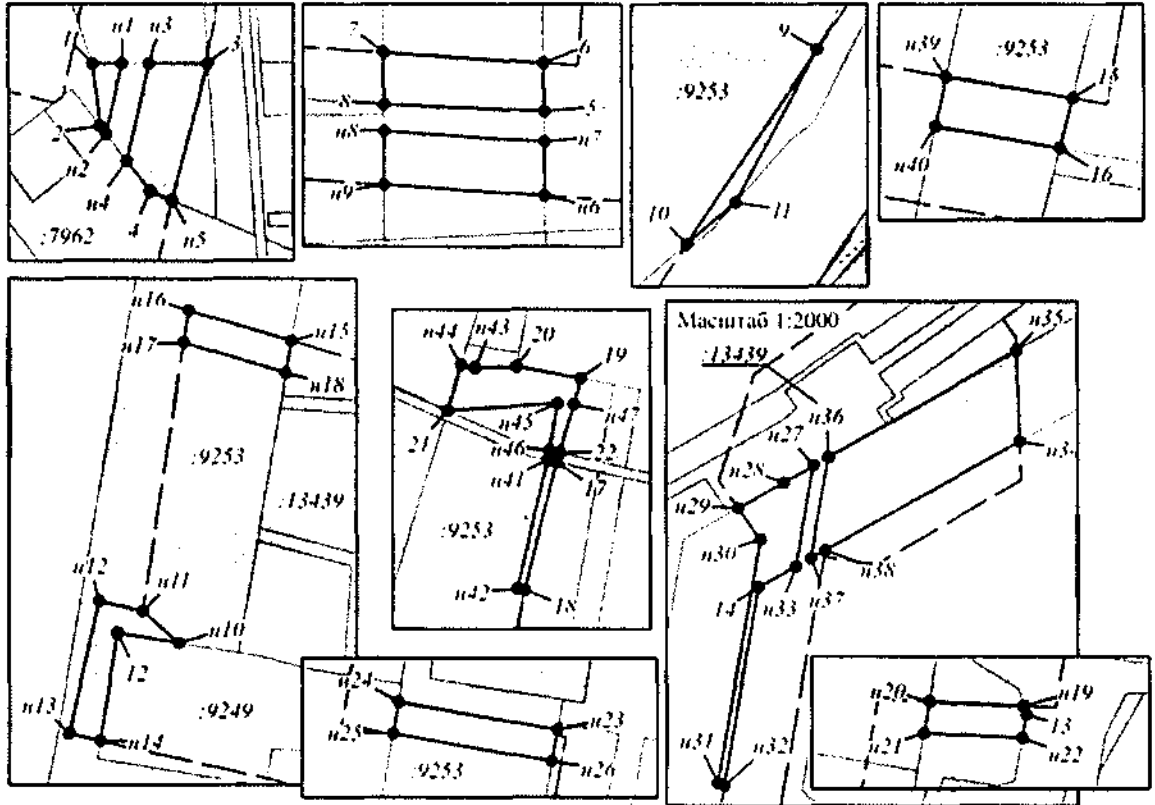 1
н1
н3
3
2
н2
н4
4
н5
:7962
7
6
8
5
н8
н7
н9
н6
9
:9253
10
11
н39
:9253
15
н40
16
н16
н15
н17
н18
:9253
:13439
н12
н11
н10
12
:9249
н13
н14
н44
н43
20
19
21
н45
н47
н46
22
н41
17
:9253
н42
18
Масштаб 1:2000
:13439
н35
н36
н27
н28
н29
н34
н30
н38
14
н33
н37
н31
н32
н24
н23
н25
н26
:9253
н20
н19
13
н21
н22